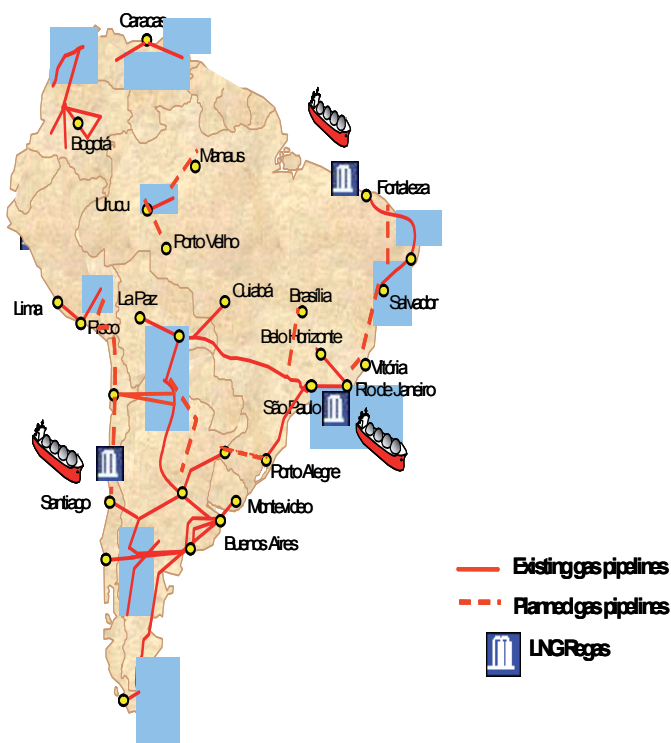 Caracas
Bogotá
Manaus
Urucu
Porto Velho
Fortaleza
Salvador
Lima
Pisco
La Paz
Cuiabá
Brasília
Belo Horizonte
Vitória
Rio de Janeiro
São Paulo
Porto Alegre
Santiago
Montevideo
Buenos Aires
Existing gas pipelines
Planned gas pipelines
LNG Regas